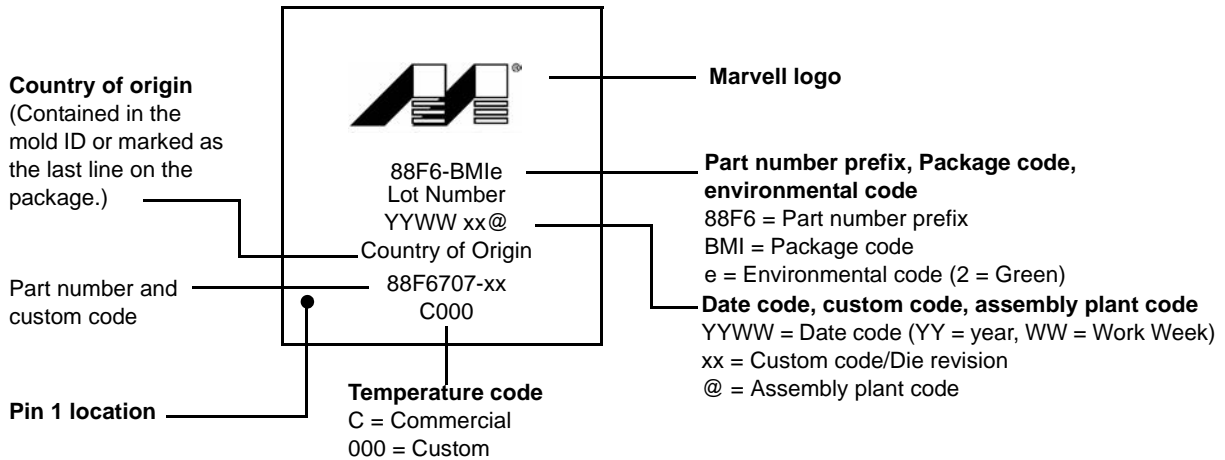 Country of origin
(Contained in the
mold ID or marked as
the last line on the
package.)
Part number and
custom code
Pin 1 location
®
88F6-BMIe
Lot Number
YYWW xx@
Country of Origin
88F6707-xx
C000
Temperature code
C = Commercial
000 = Custom
Marvell logo
Part number prefix, Package code,
environmental code
88F6 = Part number prefix
BMI = Package code
e = Environmental code (2 = Green)
Date code, custom code, assembly plant code
YYWW = Date code (YY = year, WW = Work Week)
xx = Custom code/Die revision
@ = Assembly plant code